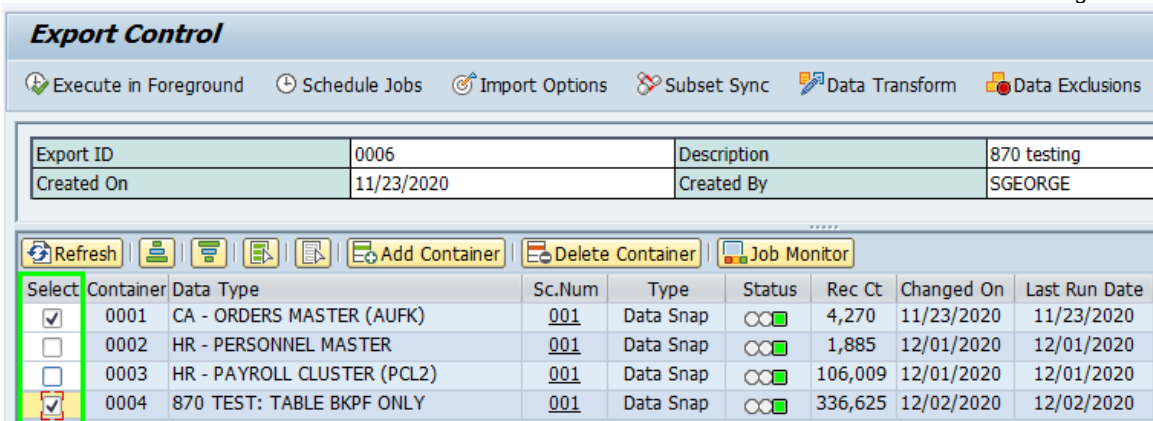 Export Control
Execute in Foreground Schedule Jobs Import Options Subset Sync Data Transform Data Exclusions
Export ID 0006 Description 870 testing
Created On 11/23/2020 Created By SGEORGE
Refresh Add Container Delete Container Job Monitor
Select Container Data Type Sc.Num Type Status Rec Ct Changed On Last Run Date
0001 CA - ORDERS MASTER (AUFK) 001 Data Snap 4,270 11/23/2020 11/23/2020
0002 HR - PERSONNEL MASTER 001 Data Snap 1,885 12/01/2020 12/01/2020
0003 HR - PAYROLL CLUSTER (PCL2) 001 Data Snap 106,009 12/01/2020 12/01/2020
0004 870 TEST: TABLE BKPF ONLY 001 Data Snap 336,625 12/02/2020 12/02/2020